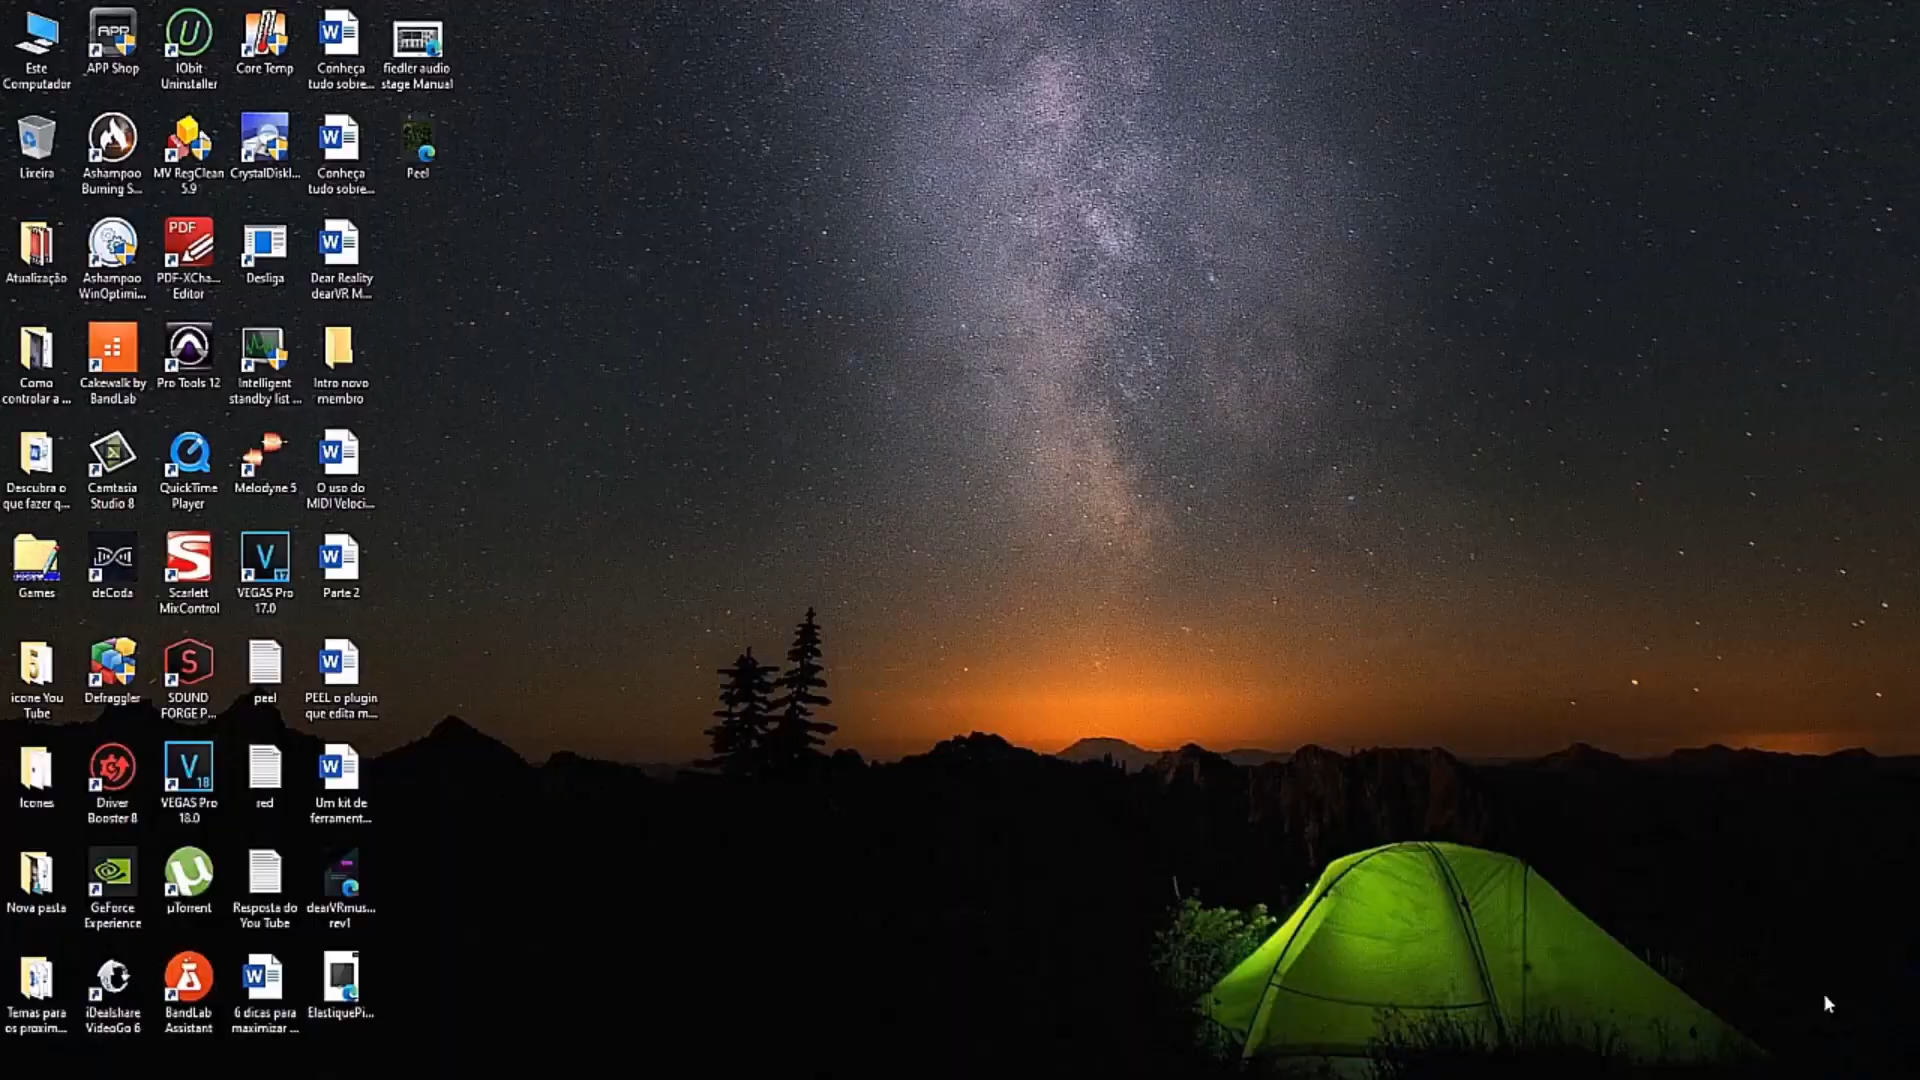 Este
Computador
APP
APP Shop
IObit
Uninstaller
Core Temp
Conheça
tudo sobre...
fiedler audio
stage Manual
Lixeira
Ashampoo
Burning S...
MV RegClean
5.9
CrystalDiskI...
Conheça
tudo sobre...
Peel
Atualização
Ashampoo
WinOptimi...
PDF
PDF-XCha...
Editor
Desliga
Dear Reality
dearVR M...
Como
controlar a ...
Cakewalk by
BandLab
Pro Tools 12
Intelligent
standby list ...
Intro novo
membro
Descubra o
que fazer q...
Camtasia
Studio 8
QuickTime
Player
Melodyne 5
O uso do
MIDI Veloci...
Games
deCoda
Scarlett
MixControl
V
17
VEGAS Pro
17.0
Parte 2
icone You
Tube
Defraggler
SOUND
FORGE P...
peel
PEEL o plugin
que edita m...
Icones
Driver
Booster 8
V
18
VEGAS Pro
18.0
red
Um kit de
ferrament...
Nova pasta
GeForce
Experience
µTorrent
Resposta do
You Tube
dearVRmus...
rev1
Temas para
os proxim...
iDealshare
VideoGo 6
BandLab
Assistant
6 dicas para
maximizar ...
ElastiquePi...